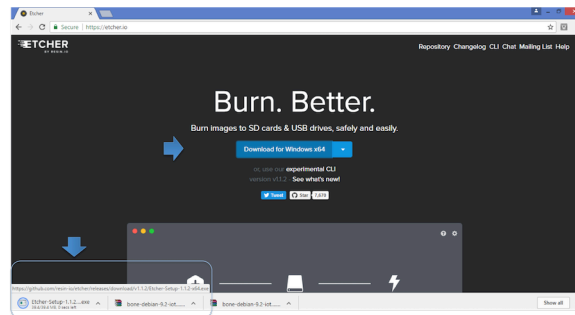 Etcher
Secure | https://etcher.io
ETCHER
BY RESIN.IO
Repository Changelog CLI Chat Mailing List Help
Burn. Better.
Burn images to SD cards & USB drives, safely and easily.
Download for Windows x64
or, use our experimental CLI
version v1.1.2 - See what's new!
Tweet
Star
7,678
https://github.com/resin-io/etcher/releases/download/v1.1.2/Etcher-Setup-1.1.2-x64.exe
Etcher-Setup-1.1.2....exe
bone-debian-9.2-iot......
bone-debian-9.2-iot......
Show all